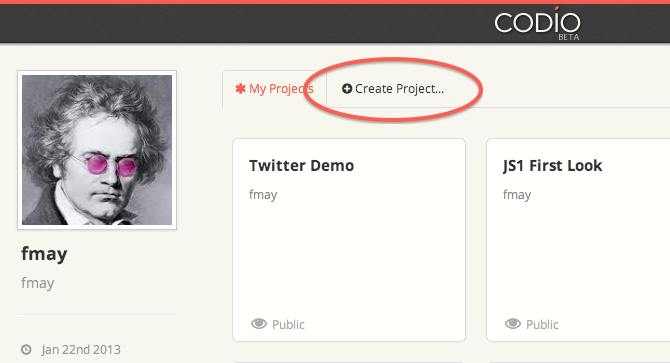 CODIO
BETA
My Projects
Create Project...
fmay
fmay
Jan 22nd 2013
Twitter Demo
fmay
Public
JS1 First Look
fmay
Public